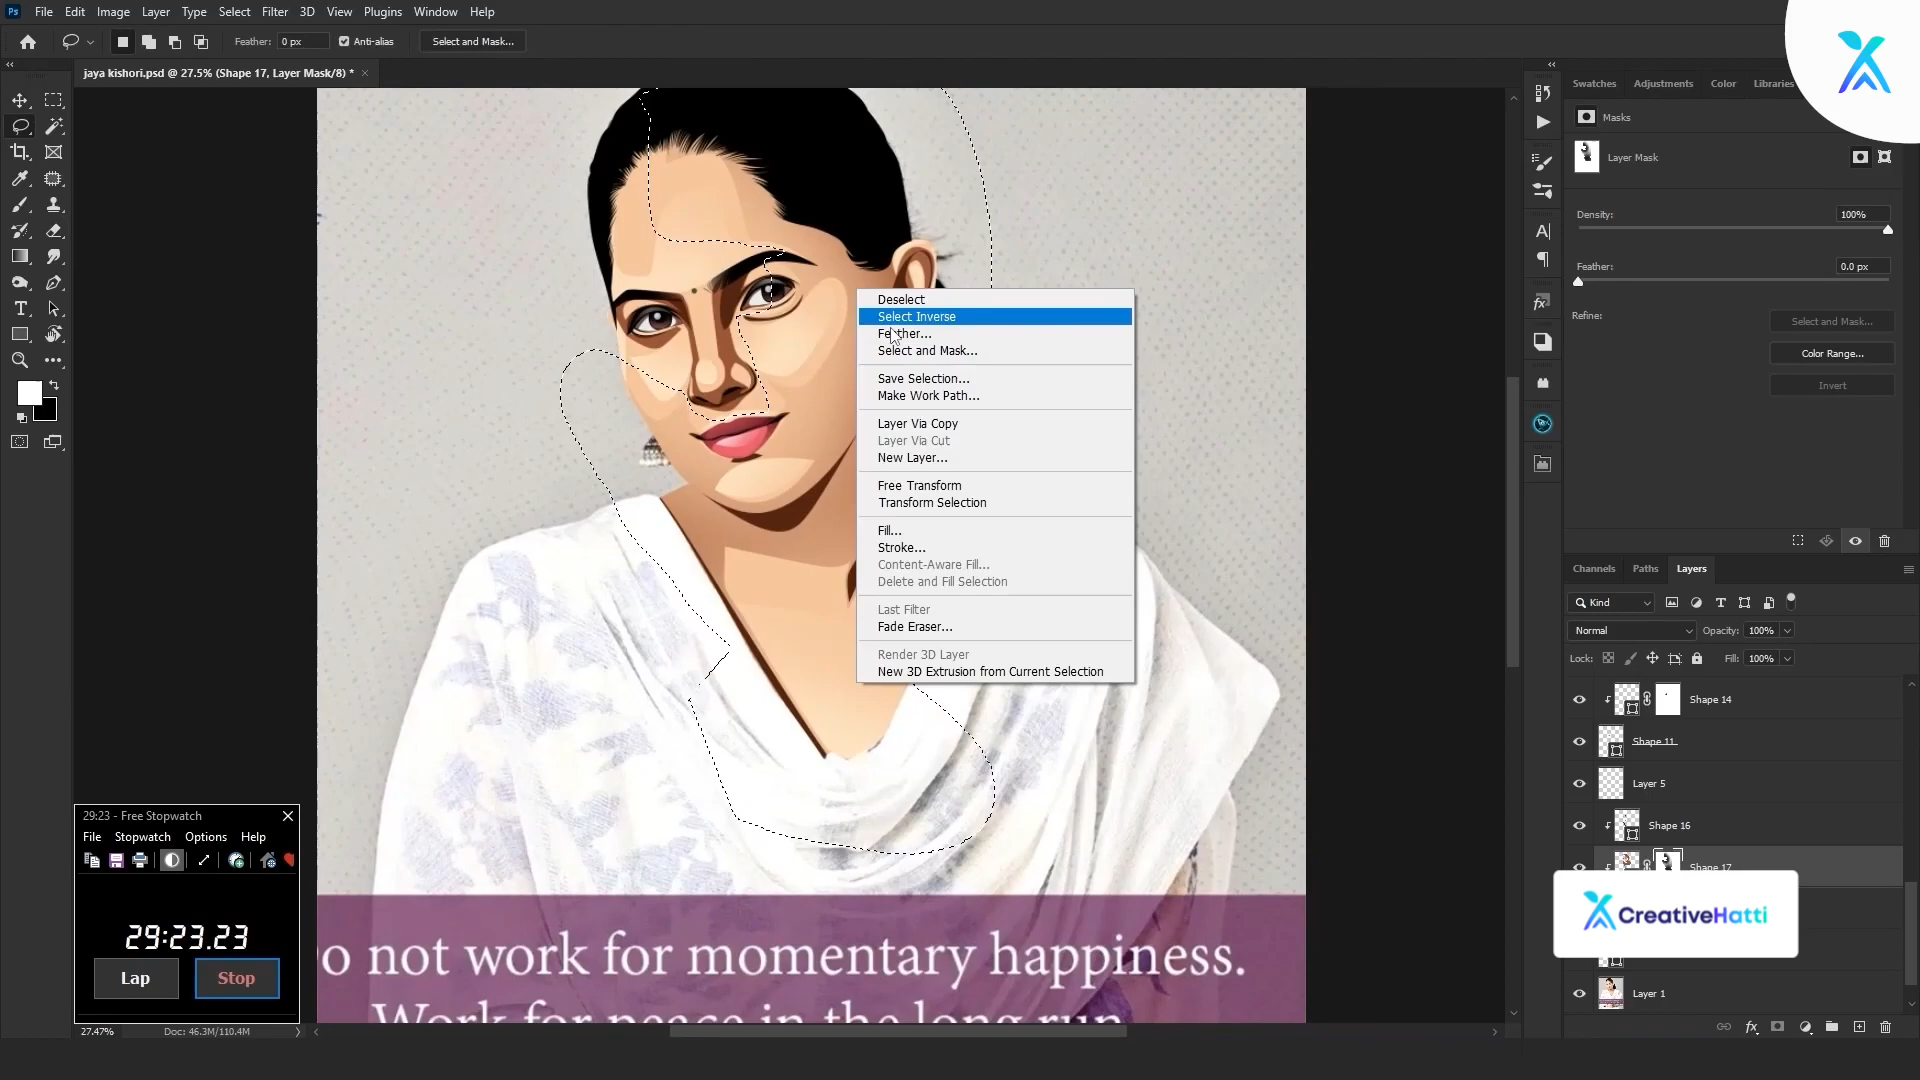 Ps File Edit Image Layer Type Select Filter 3D View Plugins Window Help
Feather: 0 px Anti-alias Select and Mask...
jaya kishori.psd @ 27.5% (Shape 17, Layer Mask/8) *
Swatches Adjustments Color Libraries
Masks
Layer Mask
Density: 100%
Feather: 0.0 px
Refine: Select and Mask...
Color Range...
Invert
Deselect
Select Inverse
Feather...
Select and Mask...
Save Selection...
Make Work Path...
Layer Via Copy
Layer Via Cut
New Layer...
Free Transform
Transform Selection
Fill...
Stroke...
Content-Aware Fill...
Delete and Fill Selection
Last Filter
Fade Eraser...
Render 3D Layer
New 3D Extrusion from Current Selection
Channels Paths Layers
Kind
Normal Opacity: 100%
Lock: Fill: 100%
Shape 14
Shape 11
Layer 5
Shape 16
Shape 17
CreativeHatti
Layer 1
29:23 - Free Stopwatch
File Stopwatch Options Help
29:23.23
Lap Stop
o not work for momentary happiness.
Work for peace in the long run
27.47% Doc: 46.3M/110.4M